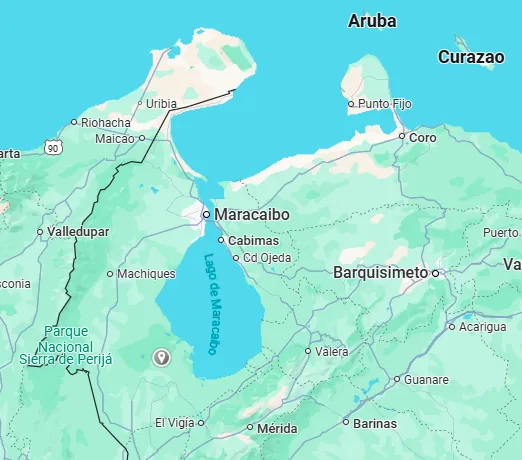 Aruba
Curazao
Uribia
Punto Fijo
Riohacha
Maicao
Coro
90
arta
Maracaibo
Valledupar
Cabimas
Puerto
Cd Ojeda
Va
Machiques
Barquisimeto
sconia
Lago de Maracaibo
Acarigua
Parque
Nacional
Sierra de Perijá
Valera
Guanare
El Vigía
Mérida
Barinas